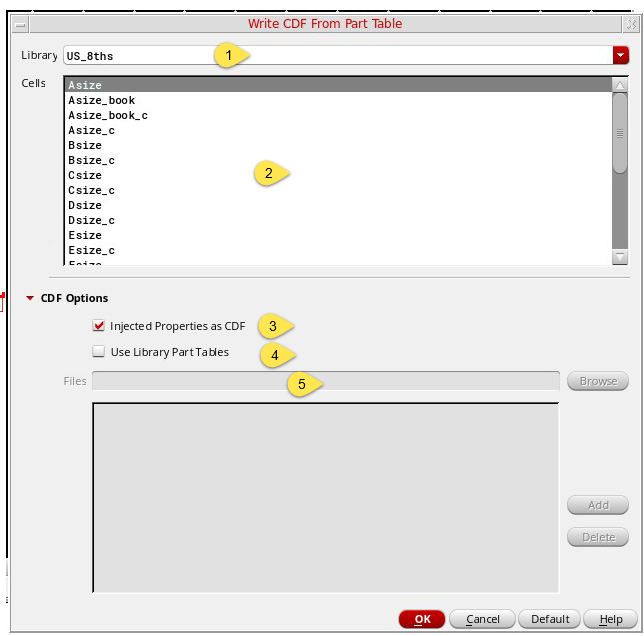 Write CDF From Part Table
Library US_8ths 1
Cells Asize
Asize_book
Asize_book_c
Asize_c
Bsize
Bsize_c
Csize 2
Csize_c
Dsize
Dsize_c
Esize
Esize_c
CDF Options
Injected Properties as CDF 3
Use Library Part Tables 4
Files 5 Browse
Add
Delete
OK Cancel Default Help